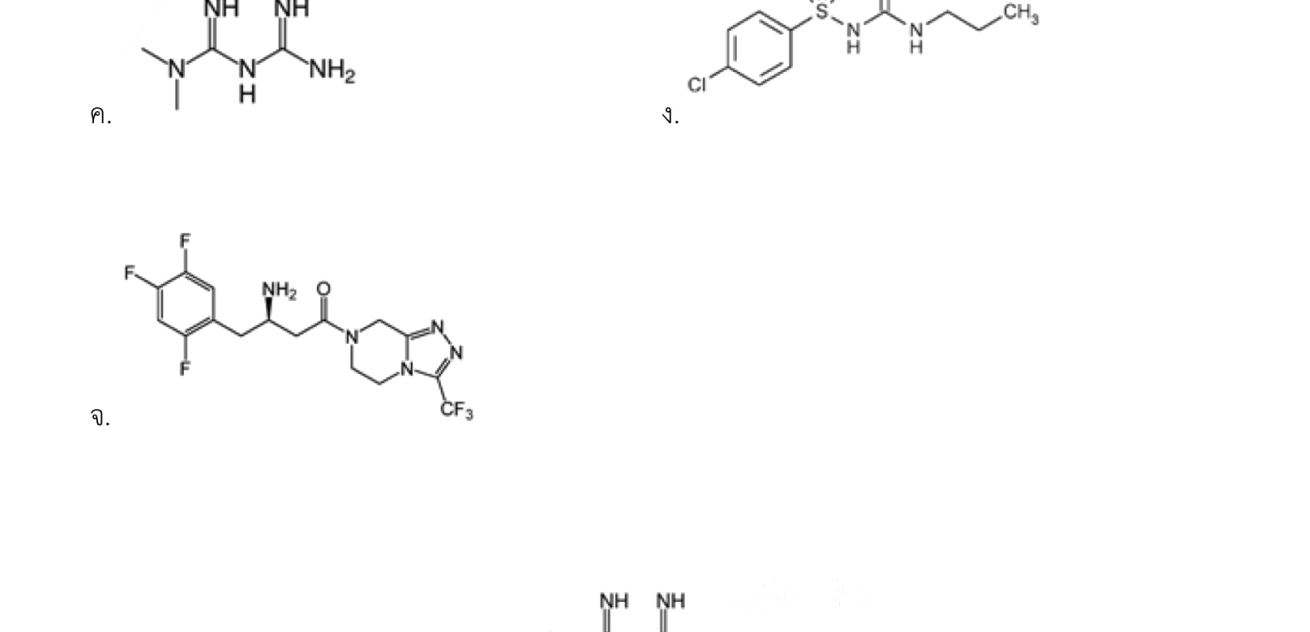 NH NH
N N NH2
H
ค.
S N N CH3
H H
Cl
ง.
F
F
NH2 O
N N
N
N
F
CF3
จ.
NH NH